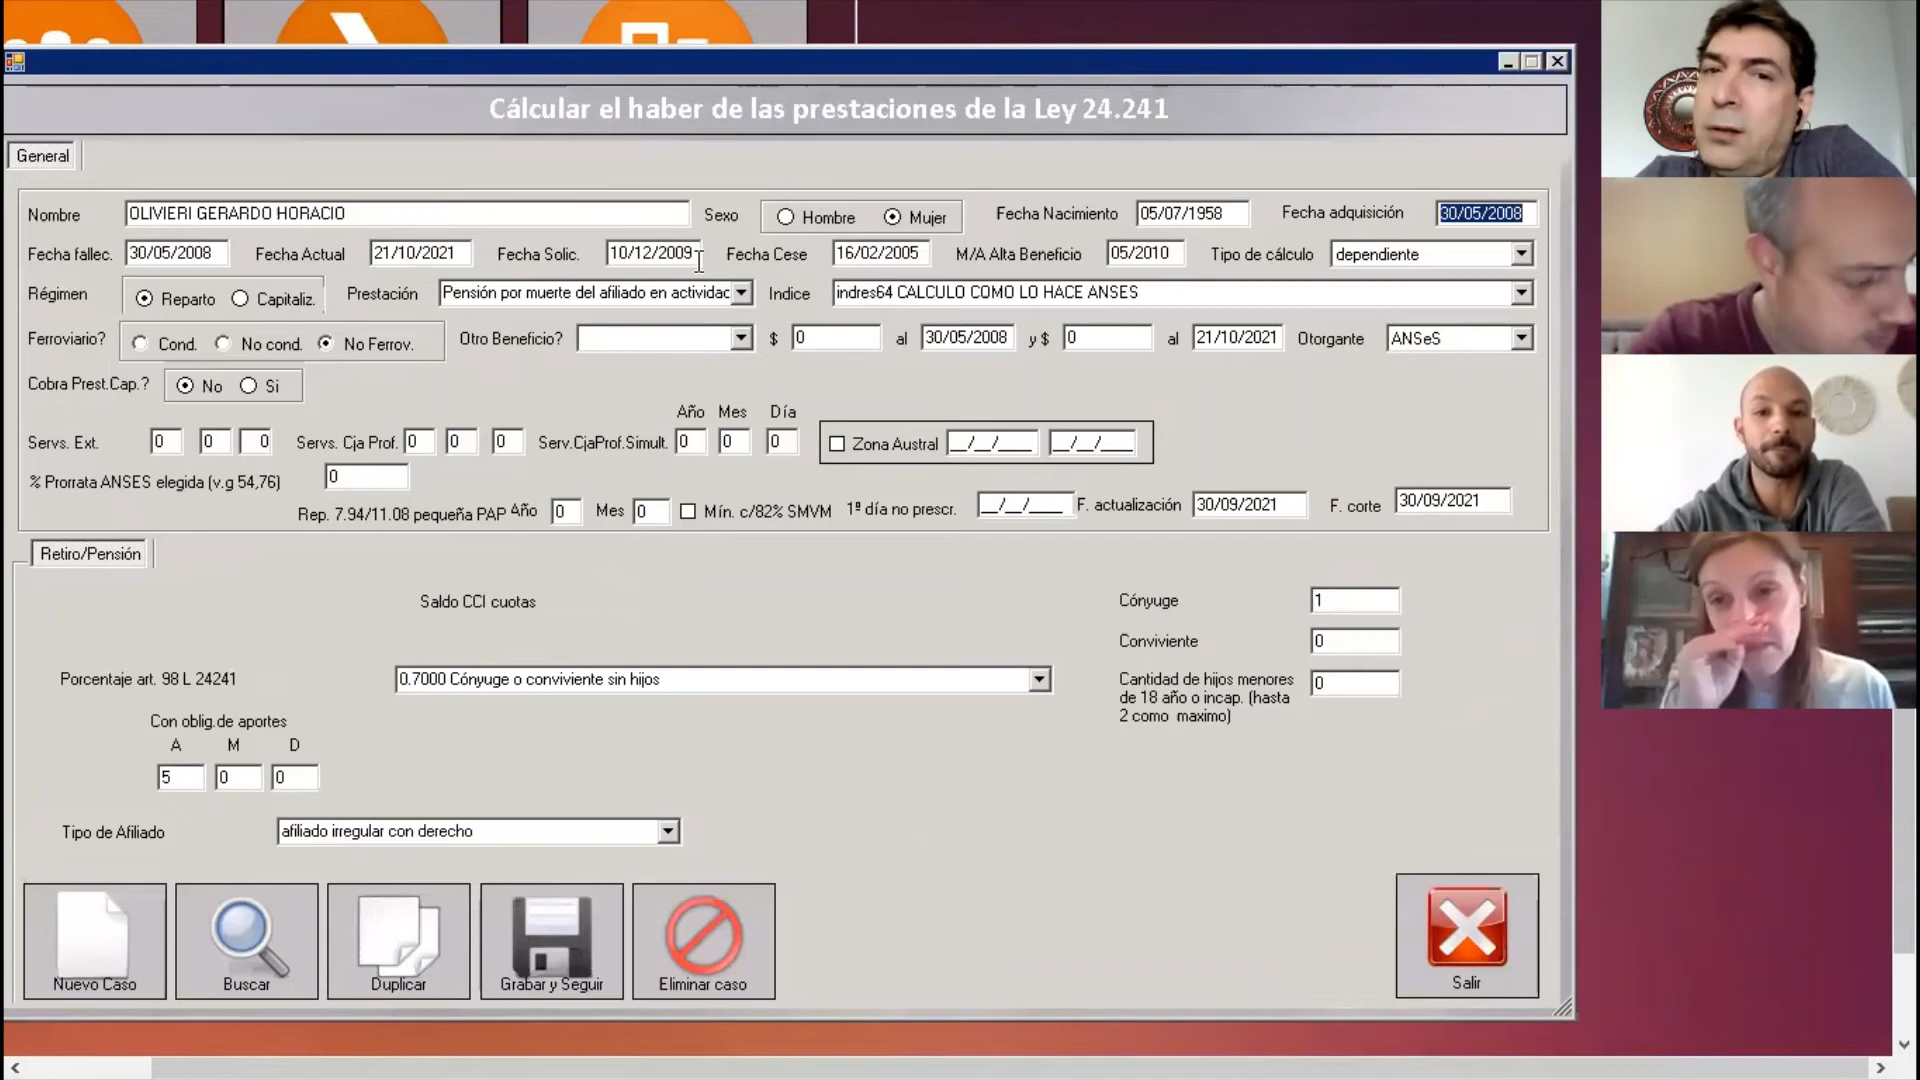 Cálcular el haber de las prestaciones de la Ley 24.241
General
Nombre OLIVIERI GERARDO HORACIO Sexo Hombre Mujer Fecha Nacimiento 05/07/1958 Fecha adquisición 30/05/2008
Fecha fallec. 30/05/2008 Fecha Actual 21/10/2021 Fecha Solic. 10/12/2009 Fecha Cese 16/02/2005 M/A Alta Beneficio 05/2010 Tipo de cálculo dependiente
Régimen Reparto Capitaliz. Prestación Pensión por muerte del afiliado en actividac Indice indres64 CALCULO COMO LO HACE ANSES
Ferroviario? Cond. No cond. No Ferrov. Otro Beneficio? $ 0 al 30/05/2008 y $ 0 al 21/10/2021 Otorgante ANSeS
Cobra Prest.Cap.? No Si
Año Mes Día
Servs. Ext. 0 0 0 Servs. Cja Prof. 0 0 0 Serv.CjaProf.Simult. 0 0 0 Zona Austral __/__/____ __/__/____
% Prorrata ANSES elegida (v.g 54,76) 0
Rep. 7.94/11.08 pequeña PAP Año 0 Mes 0 Mín. c/82% SMVM 1ª día no prescr. __/__/____ F. actualización 30/09/2021 F. corte 30/09/2021
Retiro/Pensión
Saldo CCI cuotas
Cónyuge 1
Conviviente 0
Porcentaje art. 98 L 24241 0.7000 Cónyuge o conviviente sin hijos
Cantidad de hijos menores 0
de 18 año o incap. (hasta
2 como maximo)
Con oblig.de aportes
A M D
5 0 0
Tipo de Afiliado afiliado irregular con derecho
Nuevo Caso Buscar Duplicar Grabar y Seguir Eliminar caso Salir